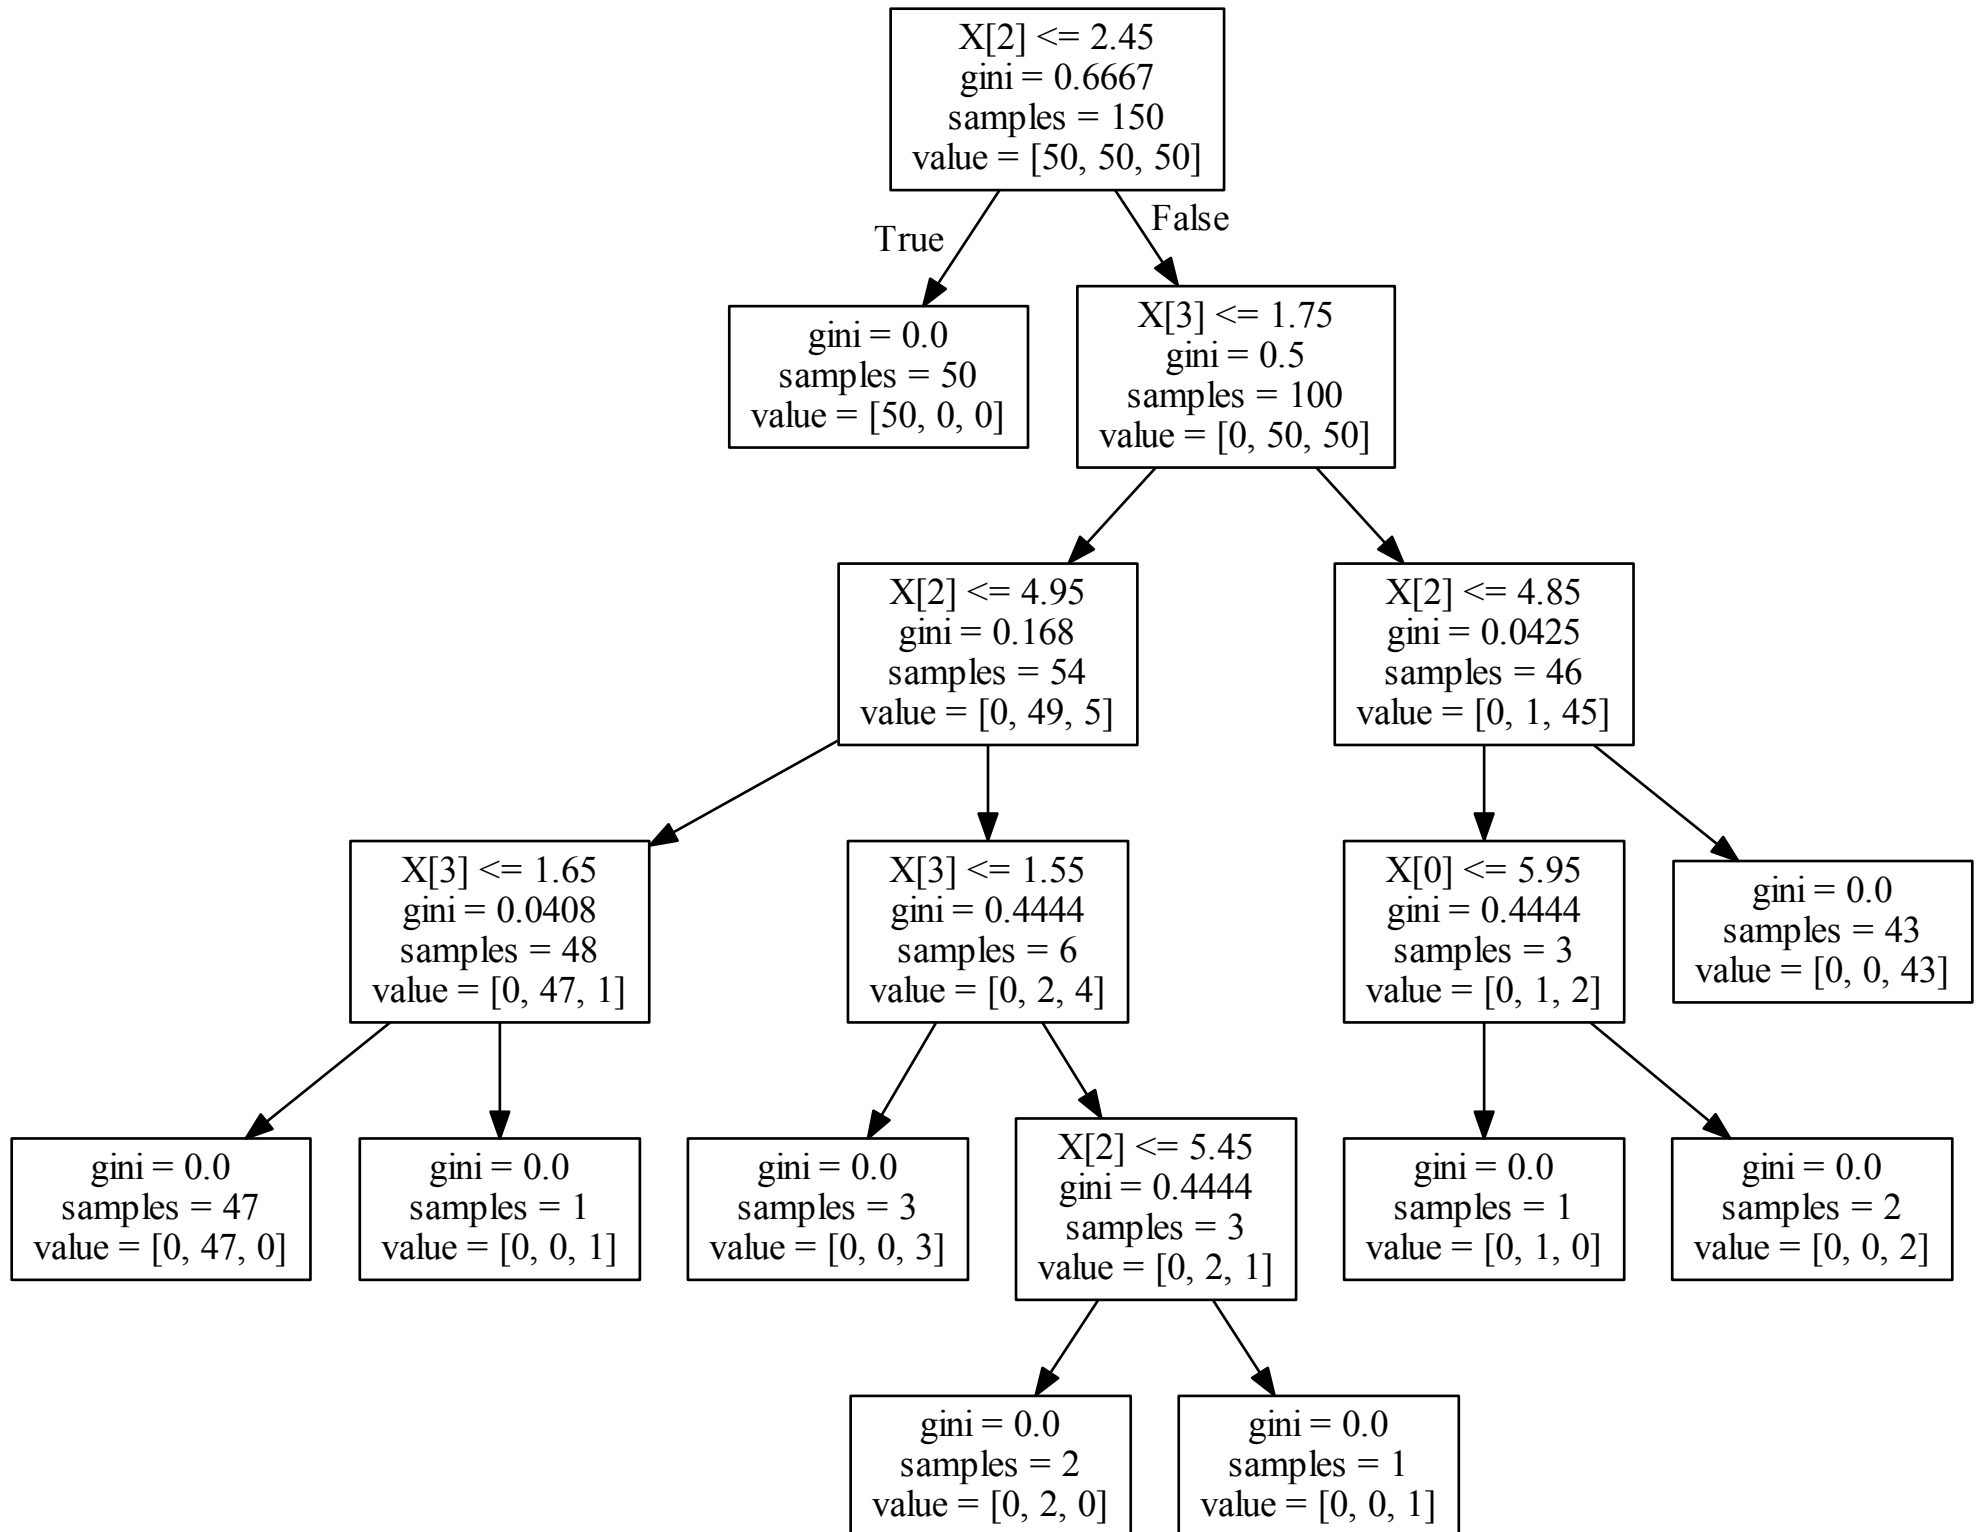 X[2] <= 2.45
gini = 0.6667
samples = 150
value = [50, 50, 50]
True
False
gini = 0.0
samples = 50
value = [50, 0, 0]
X[3] <= 1.75
gini = 0.5
samples = 100
value = [0, 50, 50]
X[2] <= 4.95
gini = 0.168
samples = 54
value = [0, 49, 5]
X[2] <= 4.85
gini = 0.0425
samples = 46
value = [0, 1, 45]
X[3] <= 1.65
gini = 0.0408
samples = 48
value = [0, 47, 1]
X[3] <= 1.55
gini = 0.4444
samples = 6
value = [0, 2, 4]
X[0] <= 5.95
gini = 0.4444
samples = 3
value = [0, 1, 2]
gini = 0.0
samples = 43
value = [0, 0, 43]
gini = 0.0
samples = 47
value = [0, 47, 0]
gini = 0.0
samples = 1
value = [0, 0, 1]
gini = 0.0
samples = 3
value = [0, 0, 3]
X[2] <= 5.45
gini = 0.4444
samples = 3
value = [0, 2, 1]
gini = 0.0
samples = 1
value = [0, 1, 0]
gini = 0.0
samples = 2
value = [0, 0, 2]
gini = 0.0
samples = 2
value = [0, 2, 0]
gini = 0.0
samples = 1
value = [0, 0, 1]